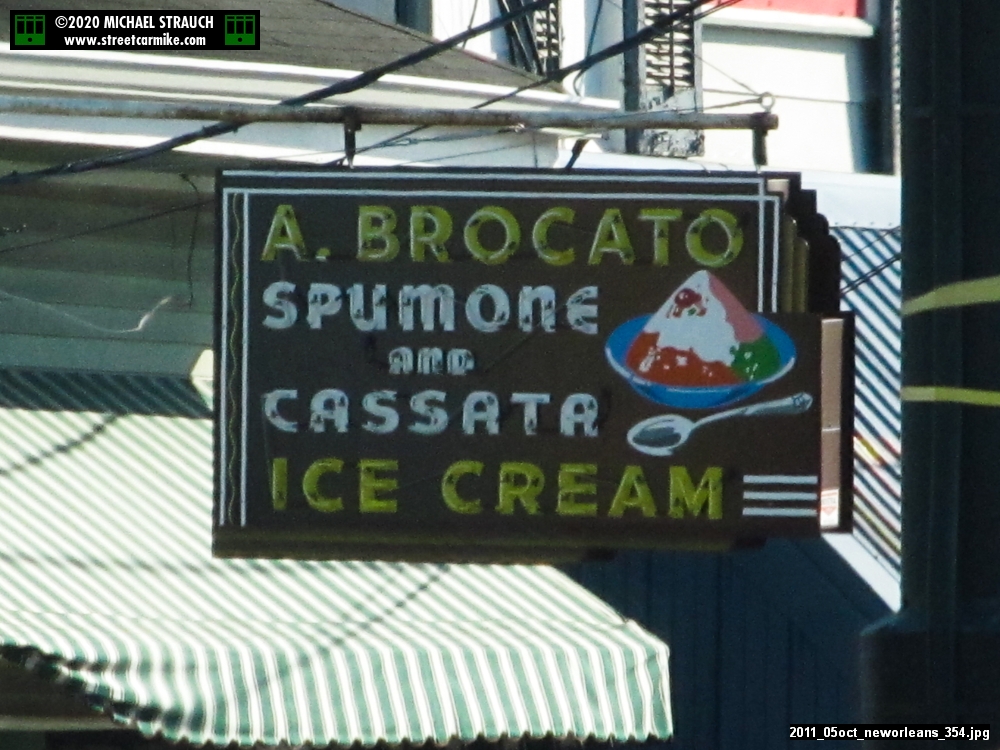 ©2020 MICHAEL STRAUCH
www.streetcarmike.com
A. BROCATO
SPUMONE
AND
CASSATA
ICE CREAM
2011_05oct_neworleans_354.jpg